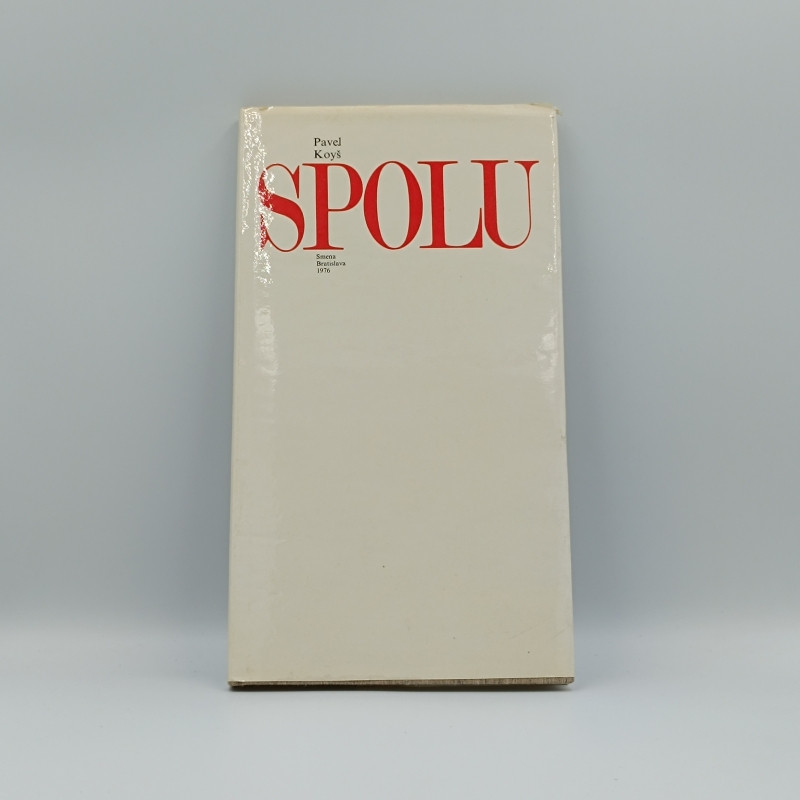 Pavel
Koyš
SPOLU
Smena
Bratislava
1976